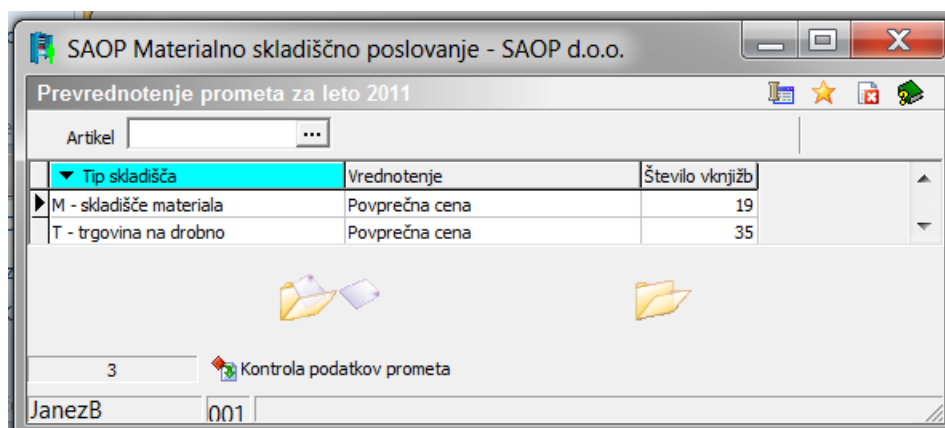 SAOP Materialno skladiščno poslovanje - SAOP d.o.o.
Prevrednotenje prometa za leto 2011
Artikel ...
Tip skladišča Vrednotenje Število vknjižb
M - skladišče materiala Povprečna cena 19
T - trgovina na drobno Povprečna cena 35
3 Kontrola podatkov prometa
JanezB 001